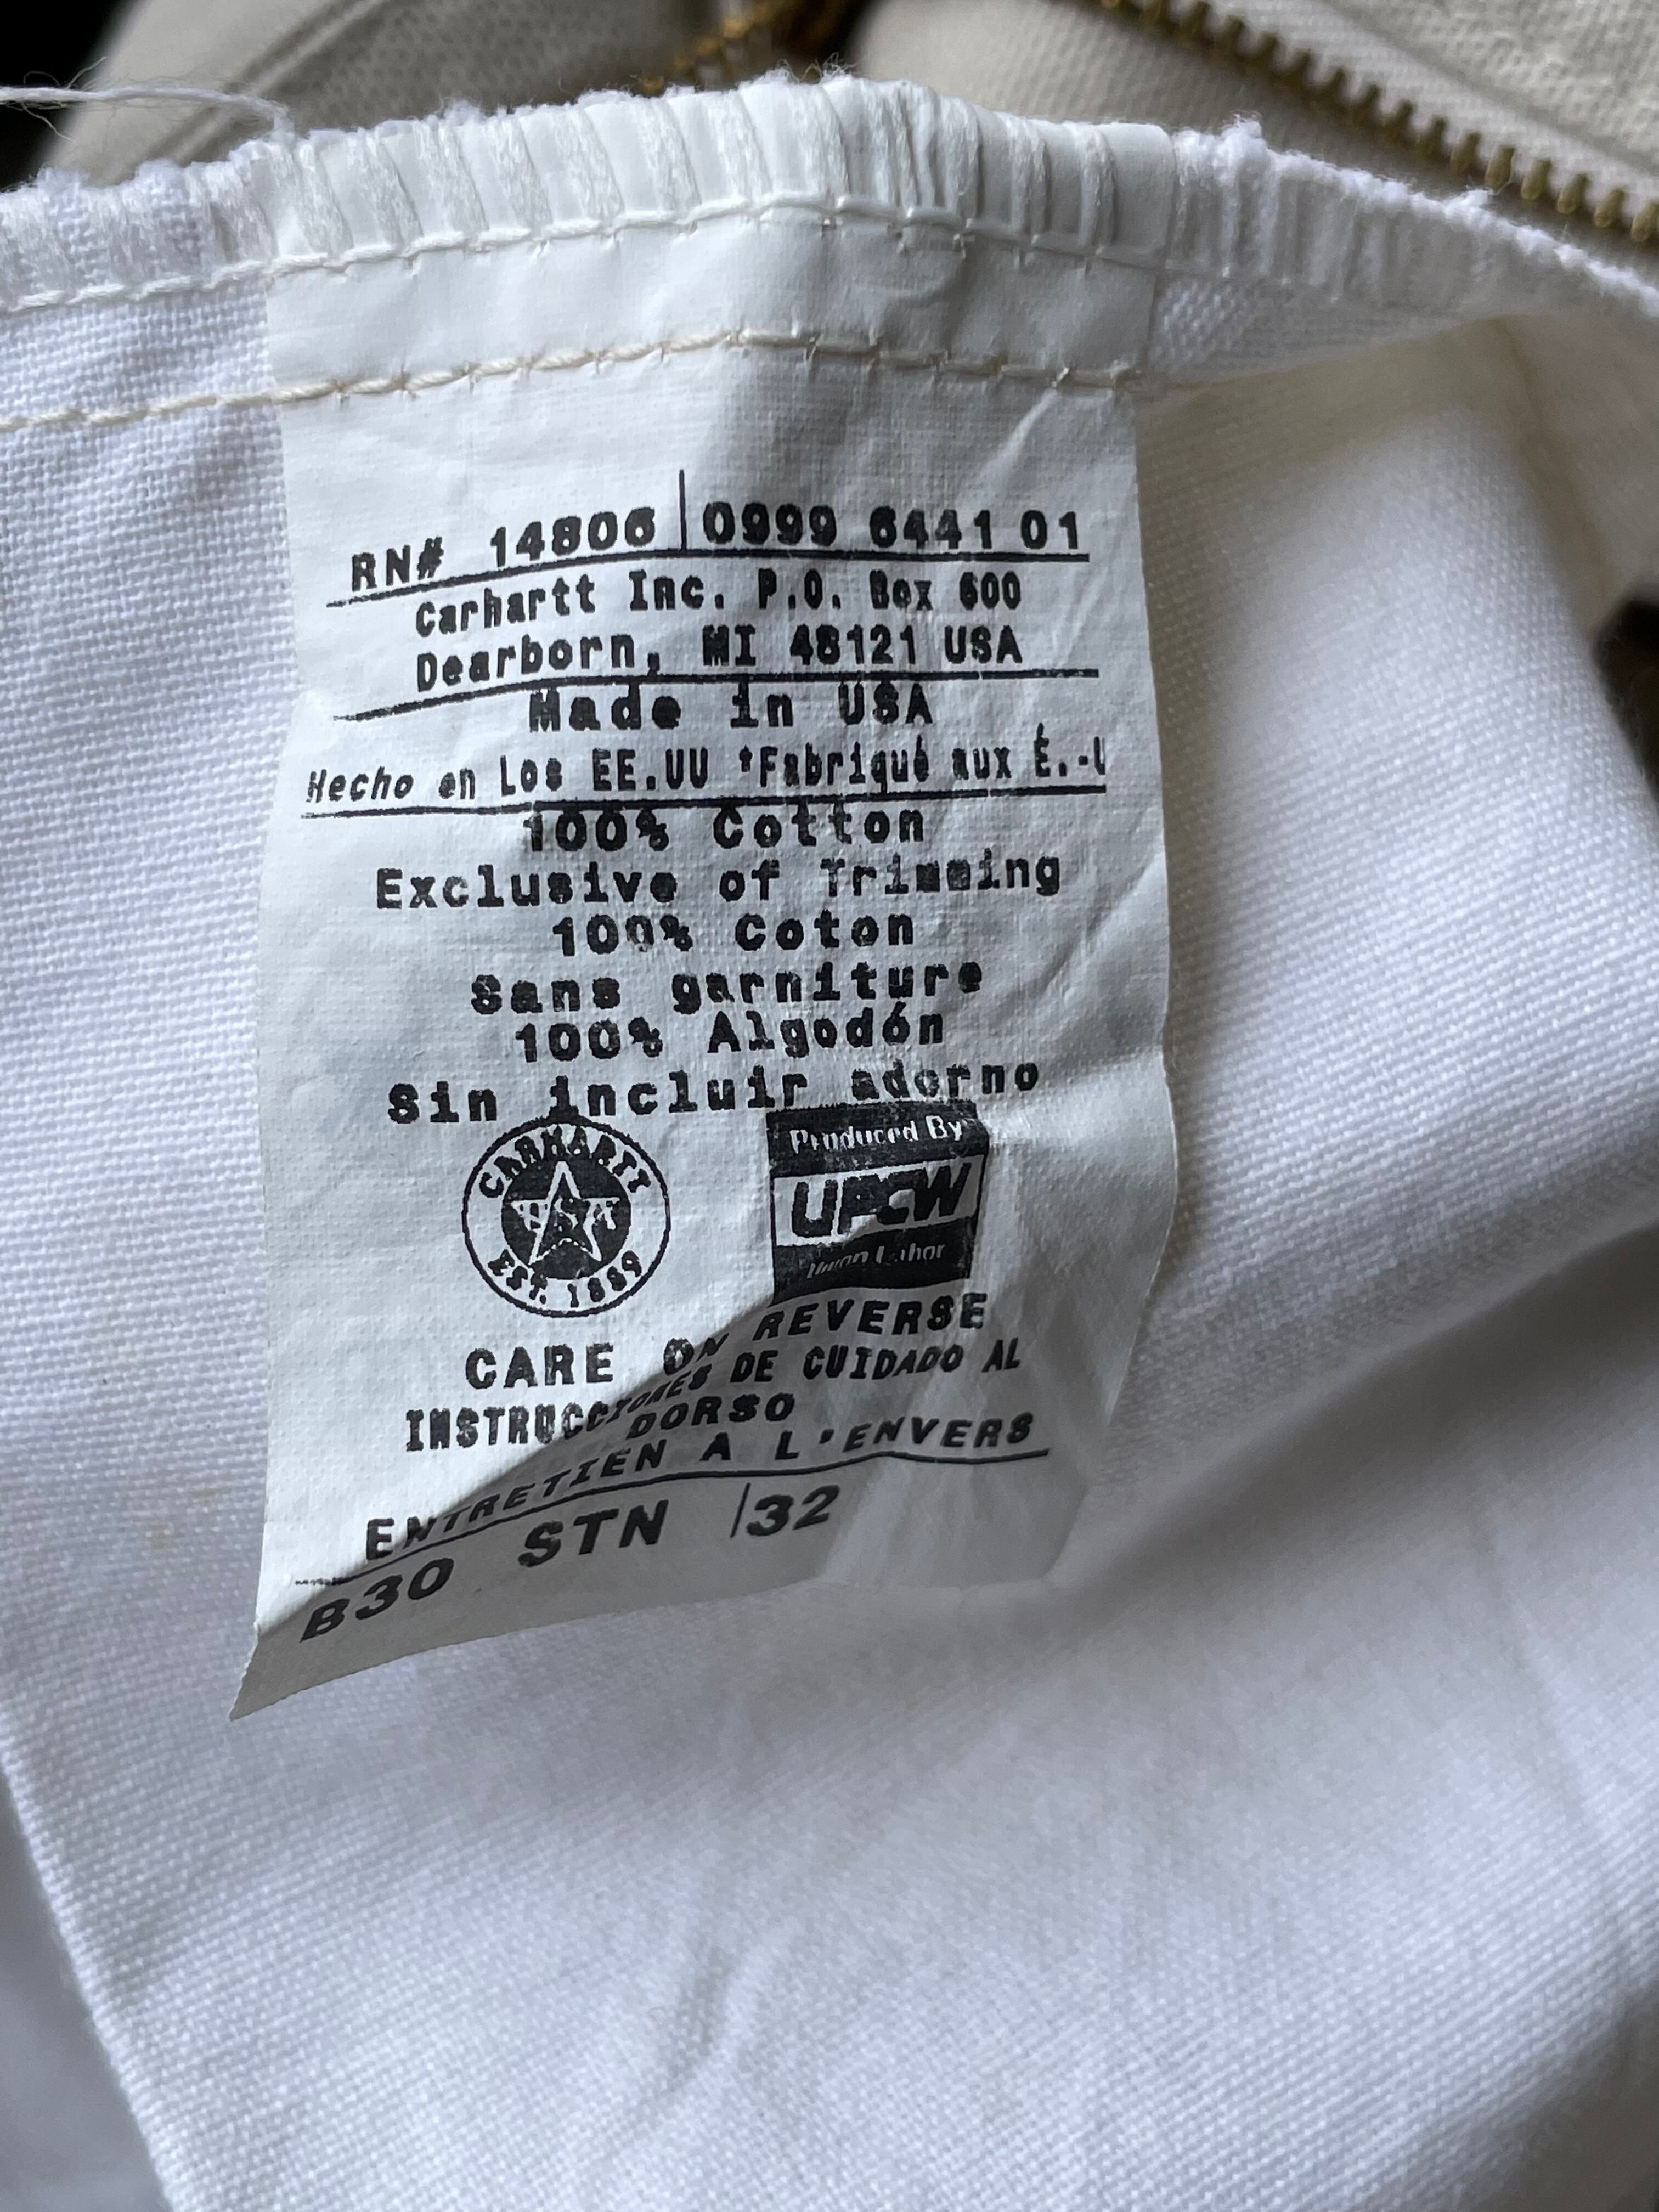 RN# 14806 0999 6441 01
Carhartt Inc. P.O. Box 600
Dearborn, MI 48121 USA
Made in USA
Hecho en Los EE.UU *Fabriqué aux É.-U
100% Cotton
Exclusive of Trimming
100% Coton
Sans garniture
100% Algodón
Sin incluir adorno
CARHARTT
USA
EST. 1889
Produced By
UFCW
Union Labor
CARE ON REVERSE
INSTRUCCIONES DE CUIDADO AL
DORSO
ENTRETIEN A L'ENVERS
B30 STN 32